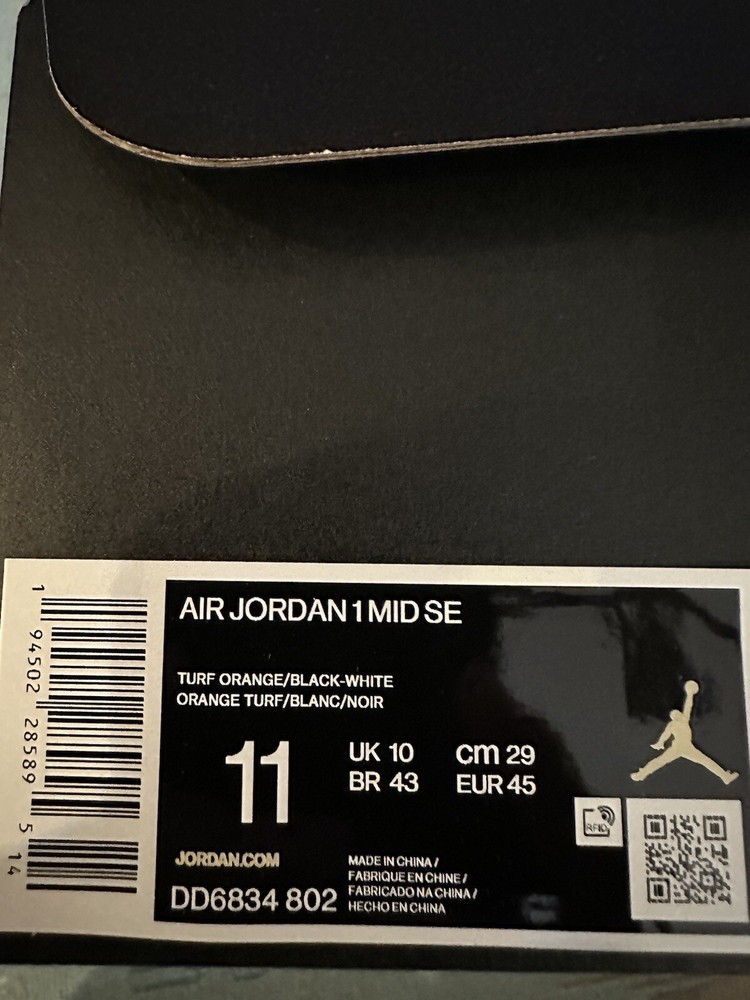 AIR JORDAN 1 MID SE
TURF ORANGE/BLACK-WHITE
ORANGE TURF/BLANC/NOIR
11
UK 10
cm 29
BR 43
EUR 45
RFID
JORDAN.COM
DD6834 802
MADE IN CHINA /
FABRIQUE EN CHINE /
FABRICADO NA CHINA /
HECHO EN CHINA
1 94502 28589 5 14